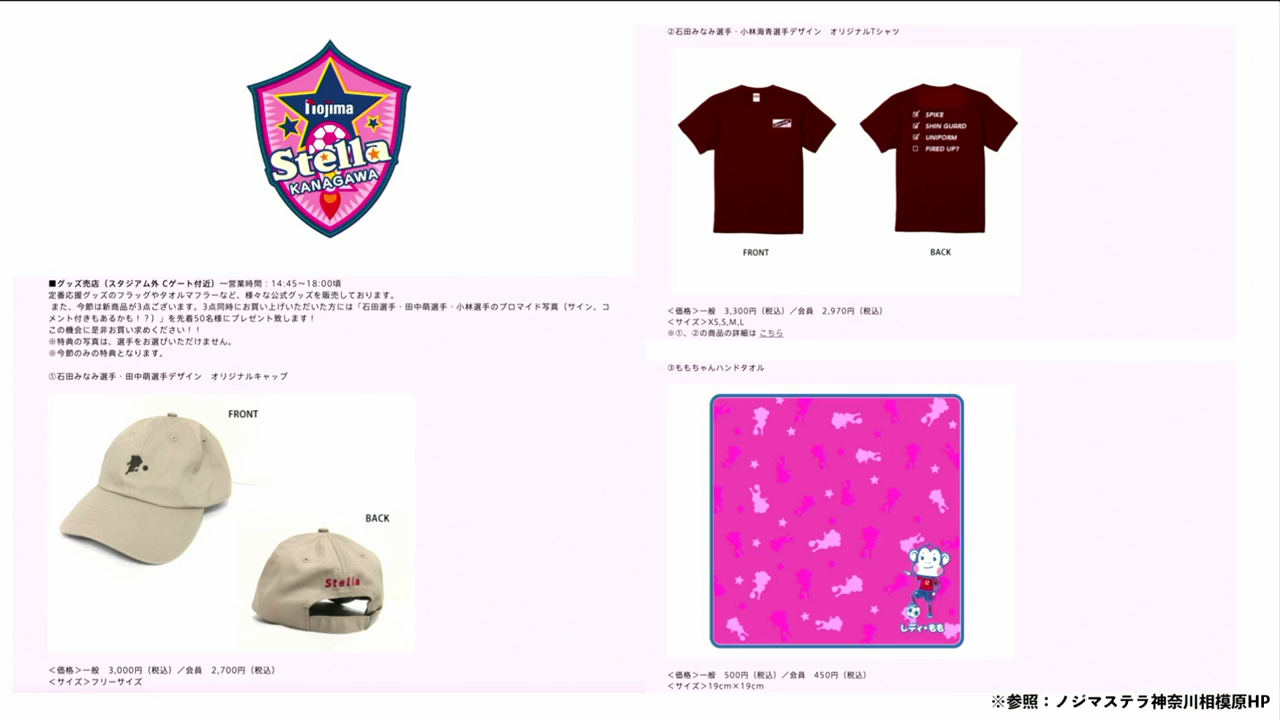 nojima
Stella
KANAGAWA
■グッズ売店（スタジアム外 Cゲート付近）―営業時間：14:45～18:00頃
定番応援グッズのフラッグやタオルマフラーなど、様々な公式グッズを販売しております。
また、今節は新商品が3点ございます。3点同時にお買い上げいただいた方には「石田選手・田中萌選手・小林選手のブロマイド写真（サイン、コ
メント付きもあるかも！？）」を先着50名様にプレゼント致します！
この機会に是非お買い求めください！！
※特典の写真は、選手をお選びいただけません。
※今節のみの特典となります。
①石田みなみ選手・田中萌選手デザイン　オリジナルキャップ
FRONT
BACK
Stella
＜価格＞一般　3,000円（税込）／会員　2,700円（税込）
＜サイズ＞フリーサイズ
②石田みなみ選手・小林海青選手デザイン　オリジナルTシャツ
SPIKE
SHIN GUARD
UNIFORM
FIRED UP?
FRONT
BACK
＜価格＞一般　3,300円（税込）／会員　2,970円（税込）
＜サイズ＞XS,S,M,L
※①、②の商品の詳細は こちら
③ももちゃんハンドタオル
レディ・もも
＜価格＞一般　500円（税込）／会員　450円（税込）
＜サイズ＞19cm×19cm
※参照：ノジマステラ神奈川相模原HP